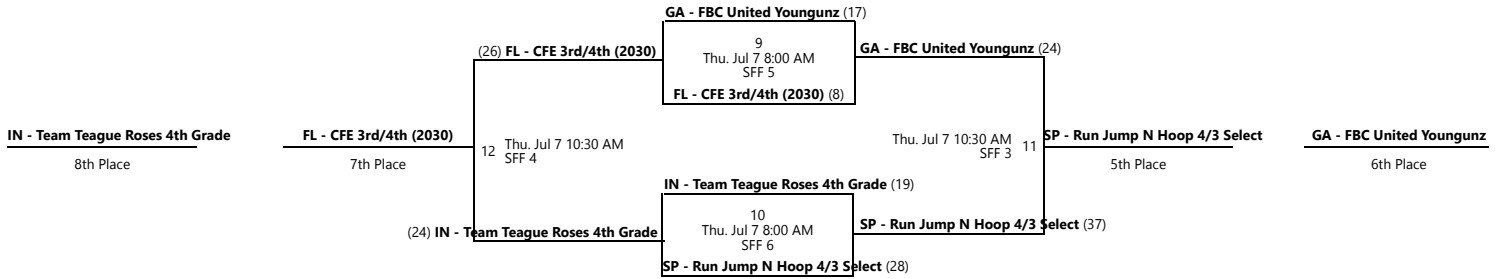 GA - FBC United Youngunz (17)
(26) FL - CFE 3rd/4th (2030)
9
Thu. Jul 7 8:00 AM
SFF 5
GA - FBC United Youngunz (24)
FL - CFE 3rd/4th (2030) (8)
IN - Team Teague Roses 4th Grade
8th Place
FL - CFE 3rd/4th (2030)
7th Place
12 Thu. Jul 7 10:30 AM
SFF 4
Thu. Jul 7 10:30 AM 11
SFF 3
SP - Run Jump N Hoop 4/3 Select
5th Place
GA - FBC United Youngunz
6th Place
IN - Team Teague Roses 4th Grade (19)
(24) IN - Team Teague Roses 4th Grade
10
Thu. Jul 7 8:00 AM
SFF 6
SP - Run Jump N Hoop 4/3 Select (37)
SP - Run Jump N Hoop 4/3 Select (28)